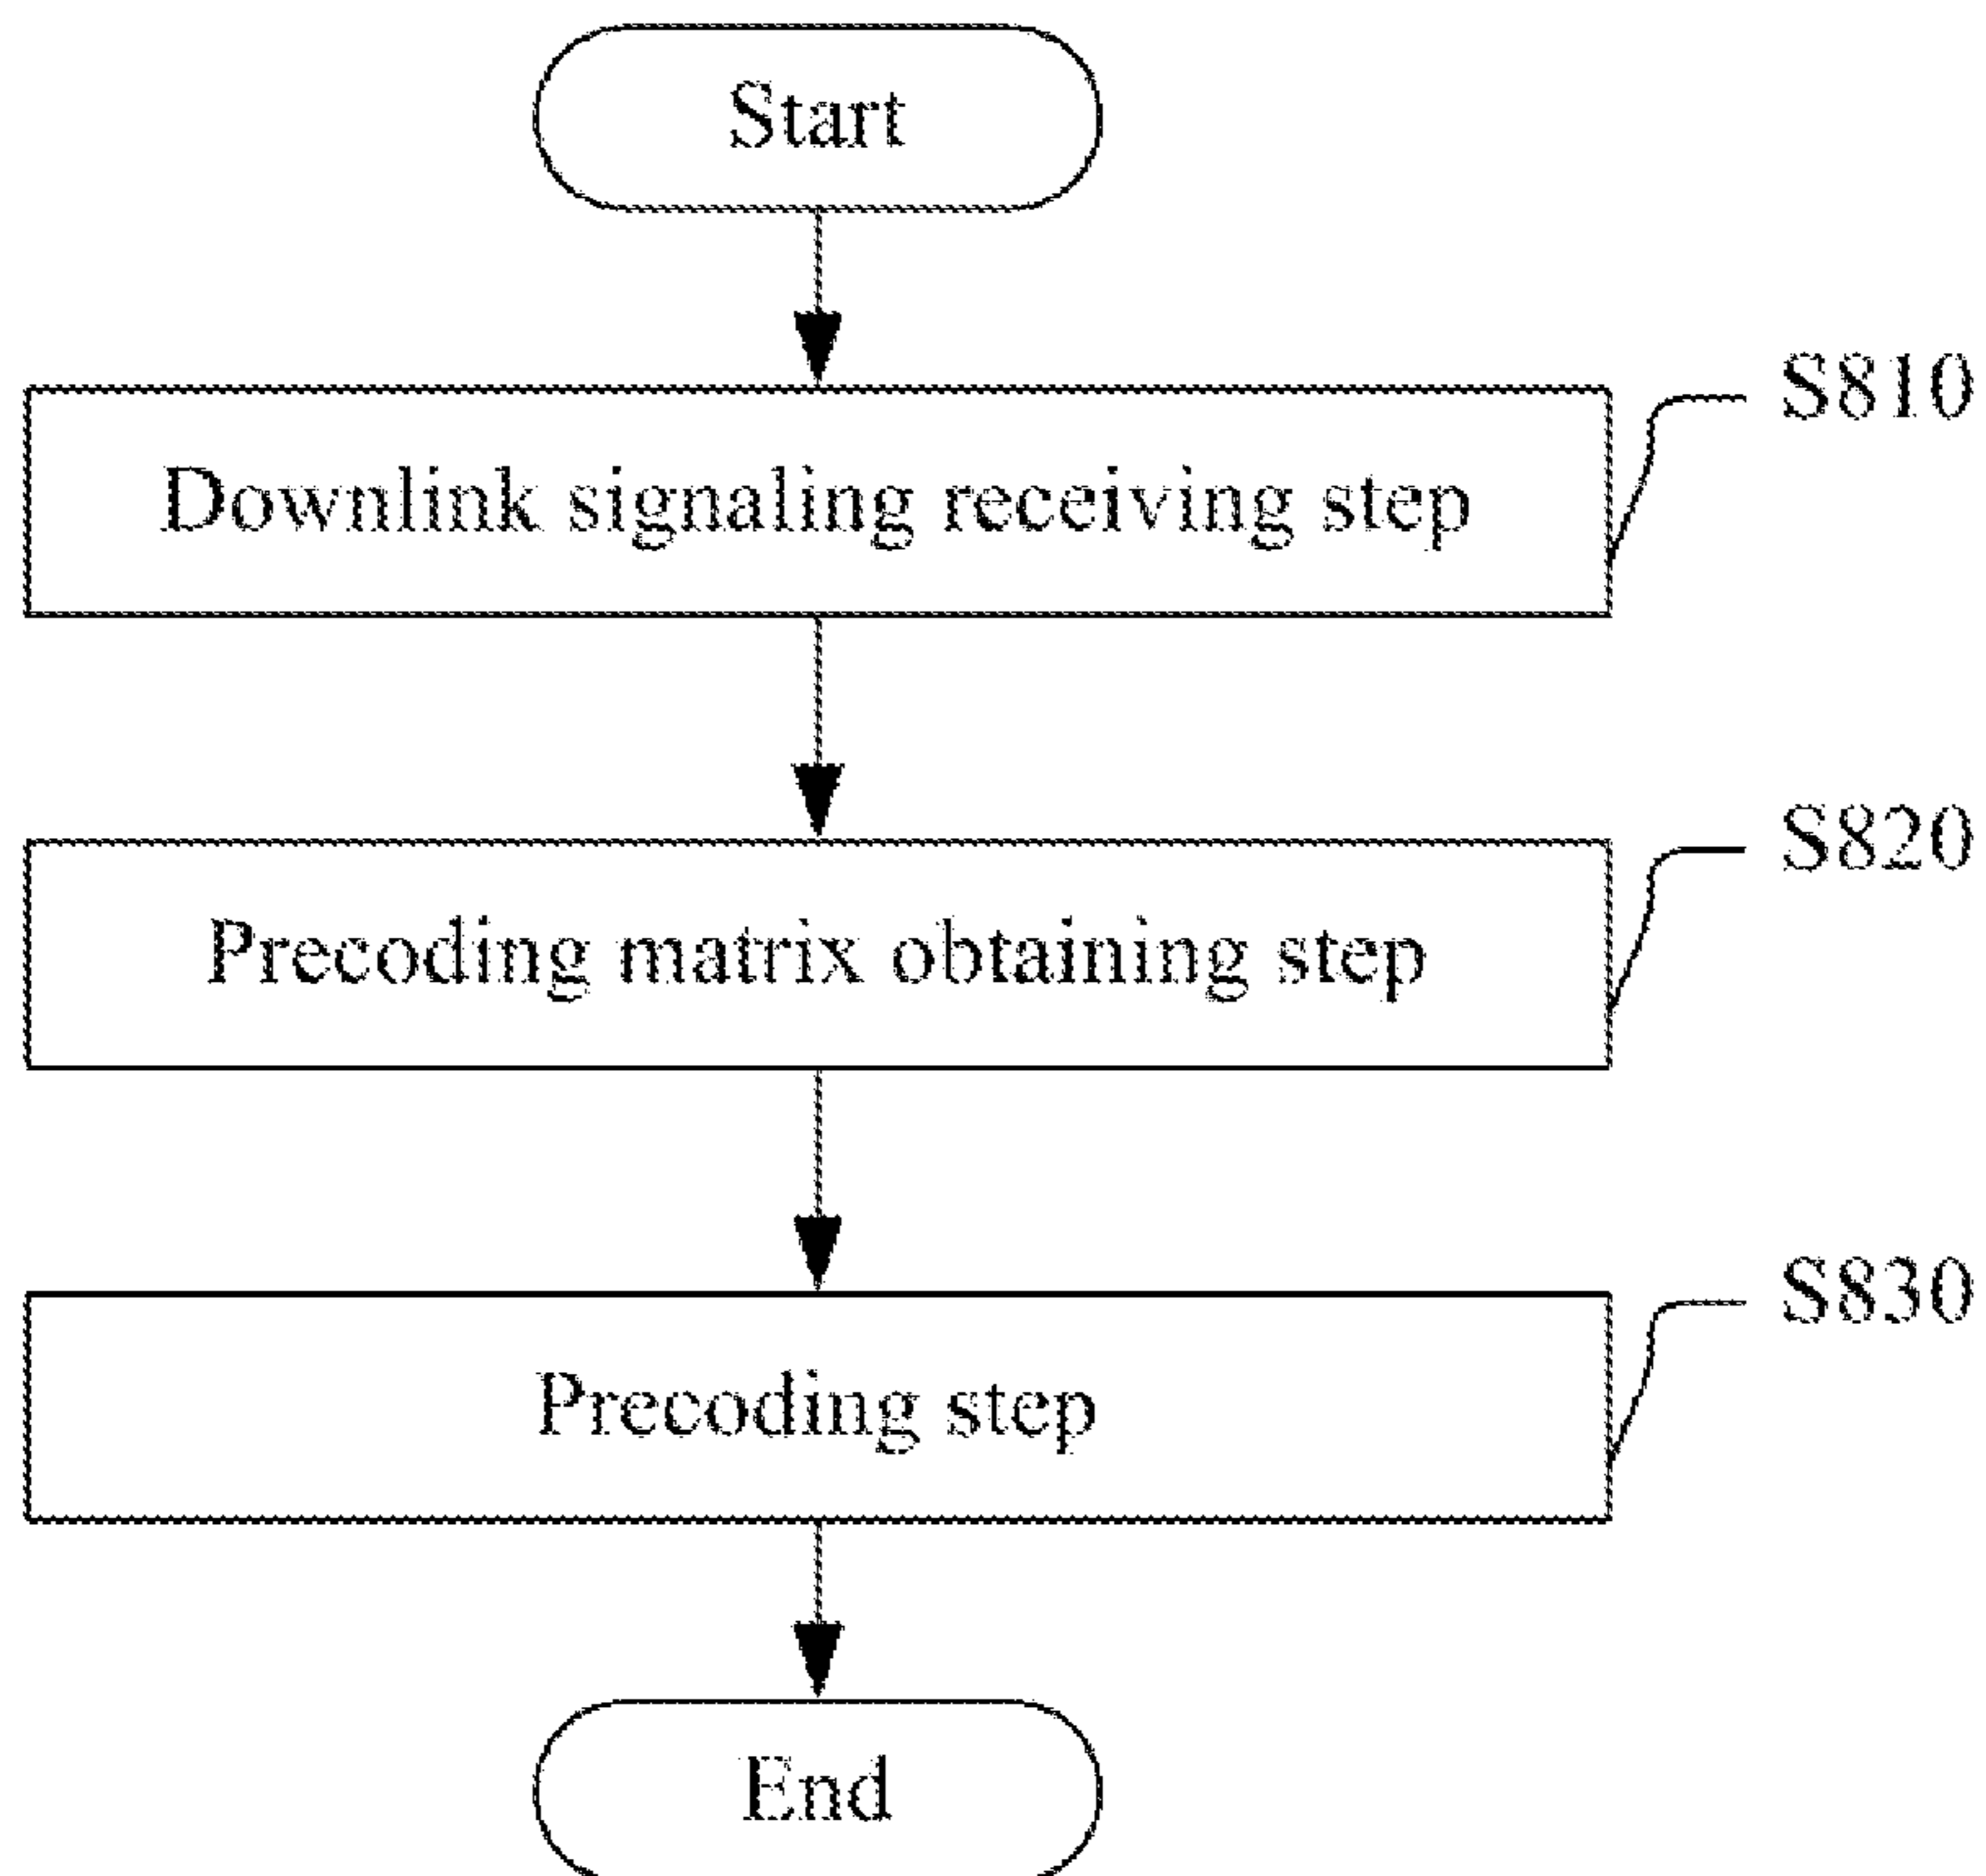 Start
S810
Downlink signaling receiving step
S820
Precoding matrix obtaining step
S830
Precoding step
End